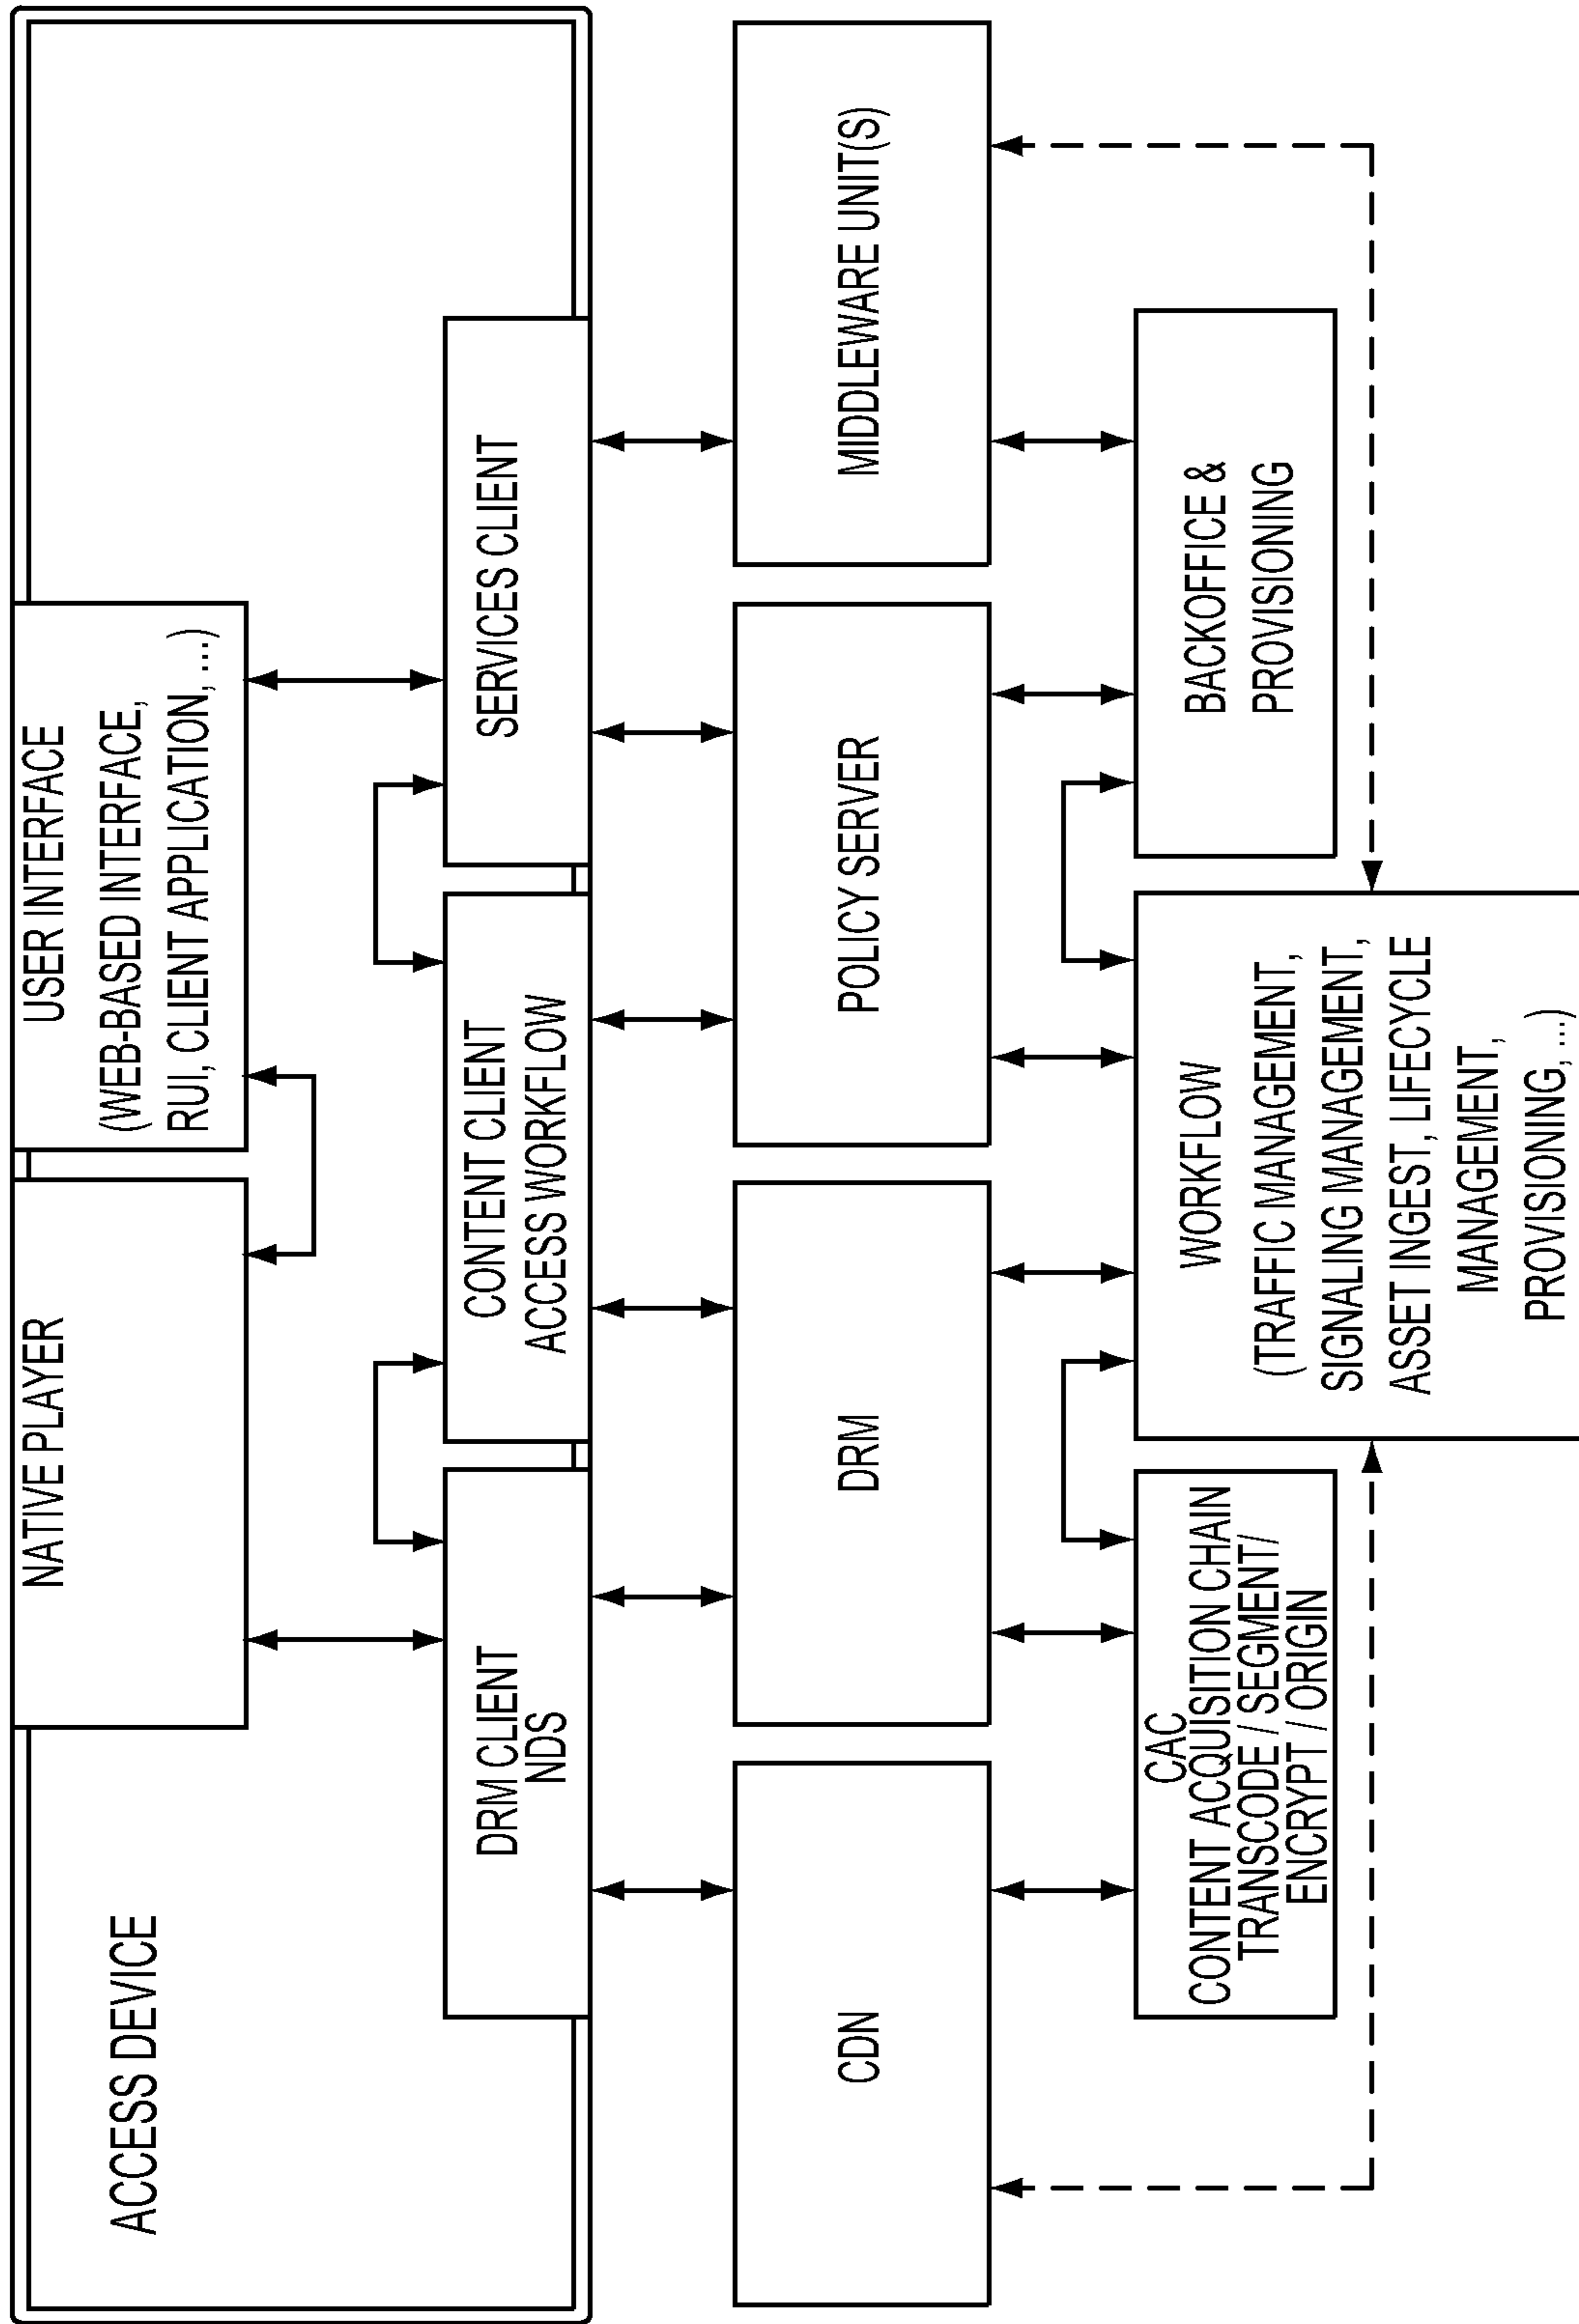 ACCESS DEVICE
NATIVE PLAYER
USER INTERFACE
(WEB-BASED INTERFACE,
RUI, CLIENT APPLICATION, ...)
DRM CLIENT
NDS
CONTENT CLIENT
ACCESS WORKFLOW
SERVICES CLIENT
CDN
DRM
POLICY SERVER
MIDDLEWARE UNIT(S)
CAC
CONTENT ACQUISITION CHAIN
TRANSCODE / SEGMENT/
ENCRYPT / ORIGIN
WORKFLOW
(TRAFFIC MANAGEMENT,
SIGNALING MANAGEMENT,
ASSET INGEST, LIFECYCLE
MANAGEMENT,
PROVISIONING, ...)
BACKOFFICE &
PROVISIONING